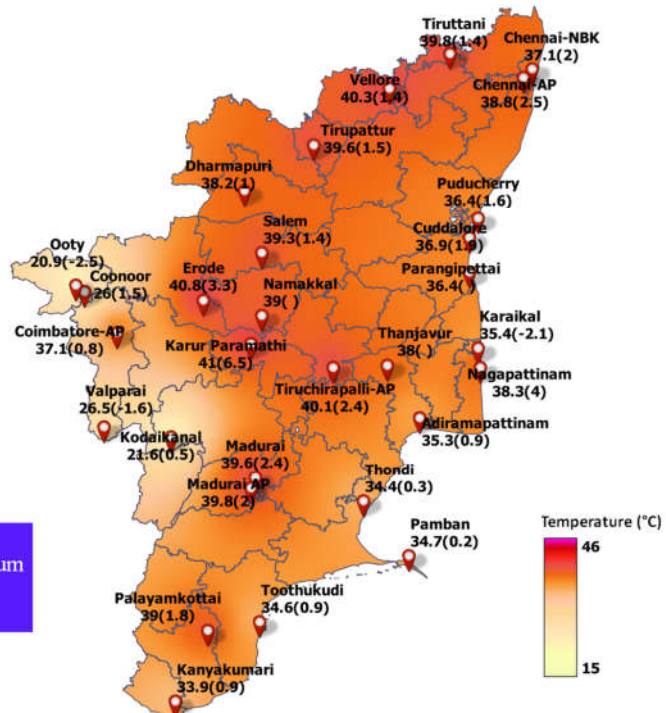 Tiruttani
39.8(1.4)
Chennai-NBK
37.1(2)
Vellore
40.3(1.4)
Chennai-AP
38.8(2.5)
Tirupattur
39.6(1.5)
Dharmapuri
38.2(1)
Puducherry
36.4(1.6)
Salem
39.3(1.4)
Cuddalore
36.9(1.9)
Ooty
20.9(-2.5)
Coonoor
26(1.5)
Erode
40.8(3.3)
Namakkal
39( )
Parangipettai
36.4( )
Karaikal
35.4(-2.1)
Coimbatore-AP
37.1(0.8)
Karur Paramathi
41(6.5)
Thanjavur
38( )
Nagapattinam
38.3(4)
Tiruchirapalli-AP
40.1(2.4)
Valparai
26.5(-1.6)
Adiramapattinam
35.3(0.9)
Kodaikanal
21.6(0.5)
Madurai
39.6(2.4)
Madurai-AP
39.8(2)
Thondi
34.4(0.3)
Pamban
34.7(0.2)
Temperature (°C)
46
15
Palayamkottai
39(1.8)
Toothukudi
34.6(0.9)
Kanyakumari
33.9(0.9)